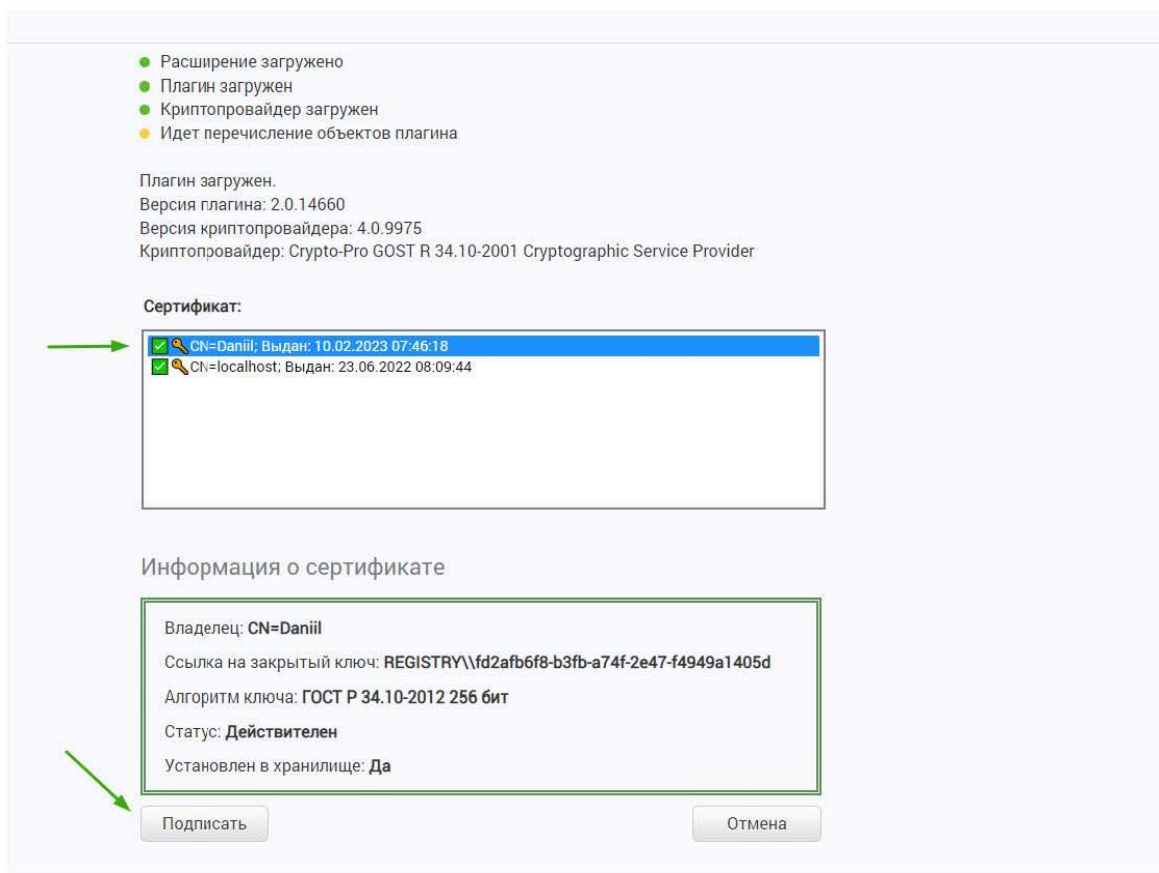 Расширение загружено
Плагин загружен
Криптопровайдер загружен
Идет перечисление объектов плагина
Плагин загружен.
Версия плагина: 2.0.14660
Версия криптопровайдера: 4.0.9975
Криптопровайдер: Crypto-Pro GOST R 34.10-2001 Cryptographic Service Provider
Сертификат:
CN=Daniil; Выдан: 10.02.2023 07:46:18
CN=localhost; Выдан: 23.06.2022 08:09:44
Информация о сертификате
Владелец: CN=Daniil
Ссылка на закрытый ключ: REGISTRY\\fd2afb6f8-b3fb-a74f-2e47-f4949a1405d
Алгоритм ключа: ГОСТ Р 34.10-2012 256 бит
Статус: Действителен
Установлен в хранилище: Да
Подписать Отмена